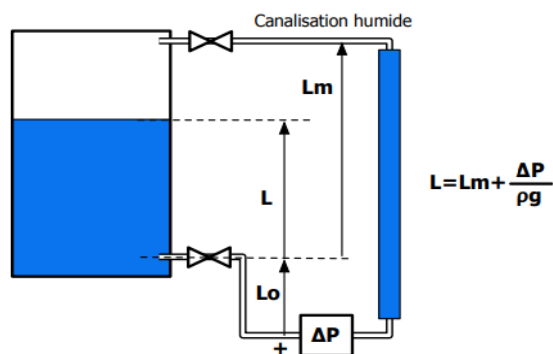 Canalisation humide
Lm
L
L=Lm+ ΔP/ρg
Lo
+
ΔP